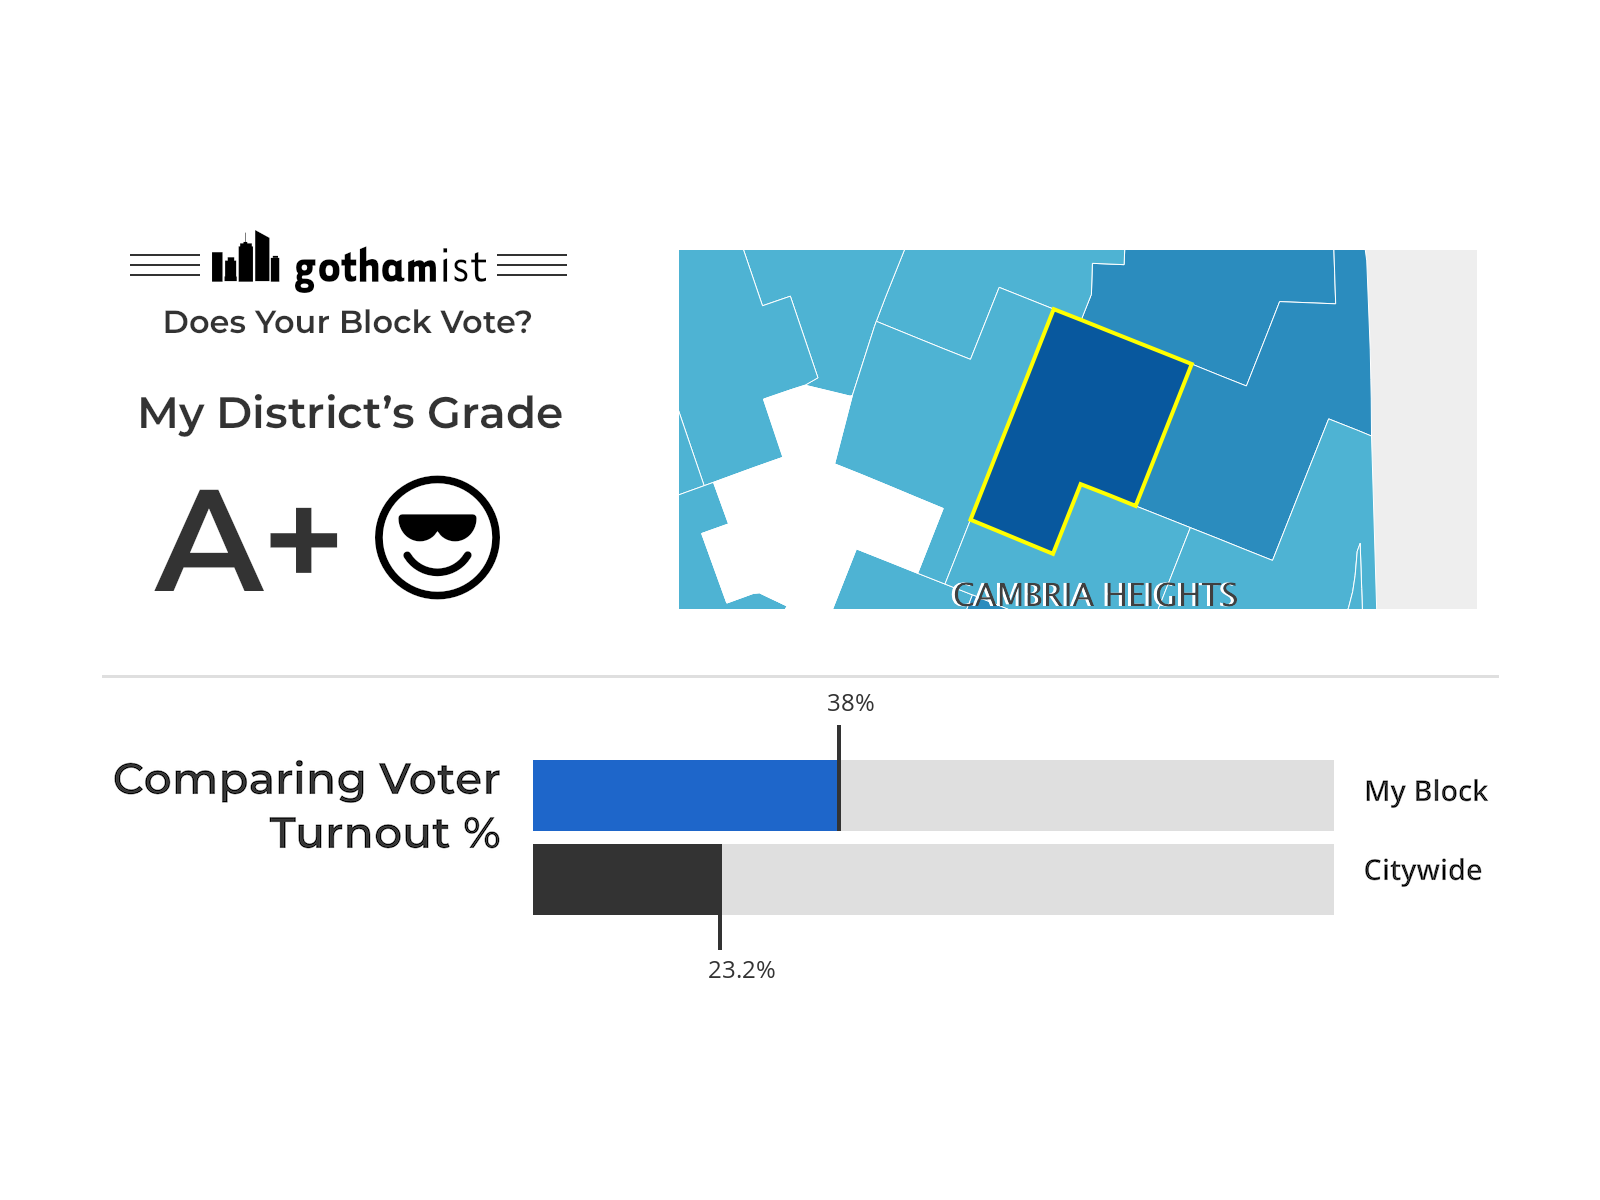 gothamist
Does Your Block Vote?
My District’s Grade
A+
CAMBRIA HEIGHTS
38%
Comparing Voter
Turnout %
My Block
Citywide
23.2%